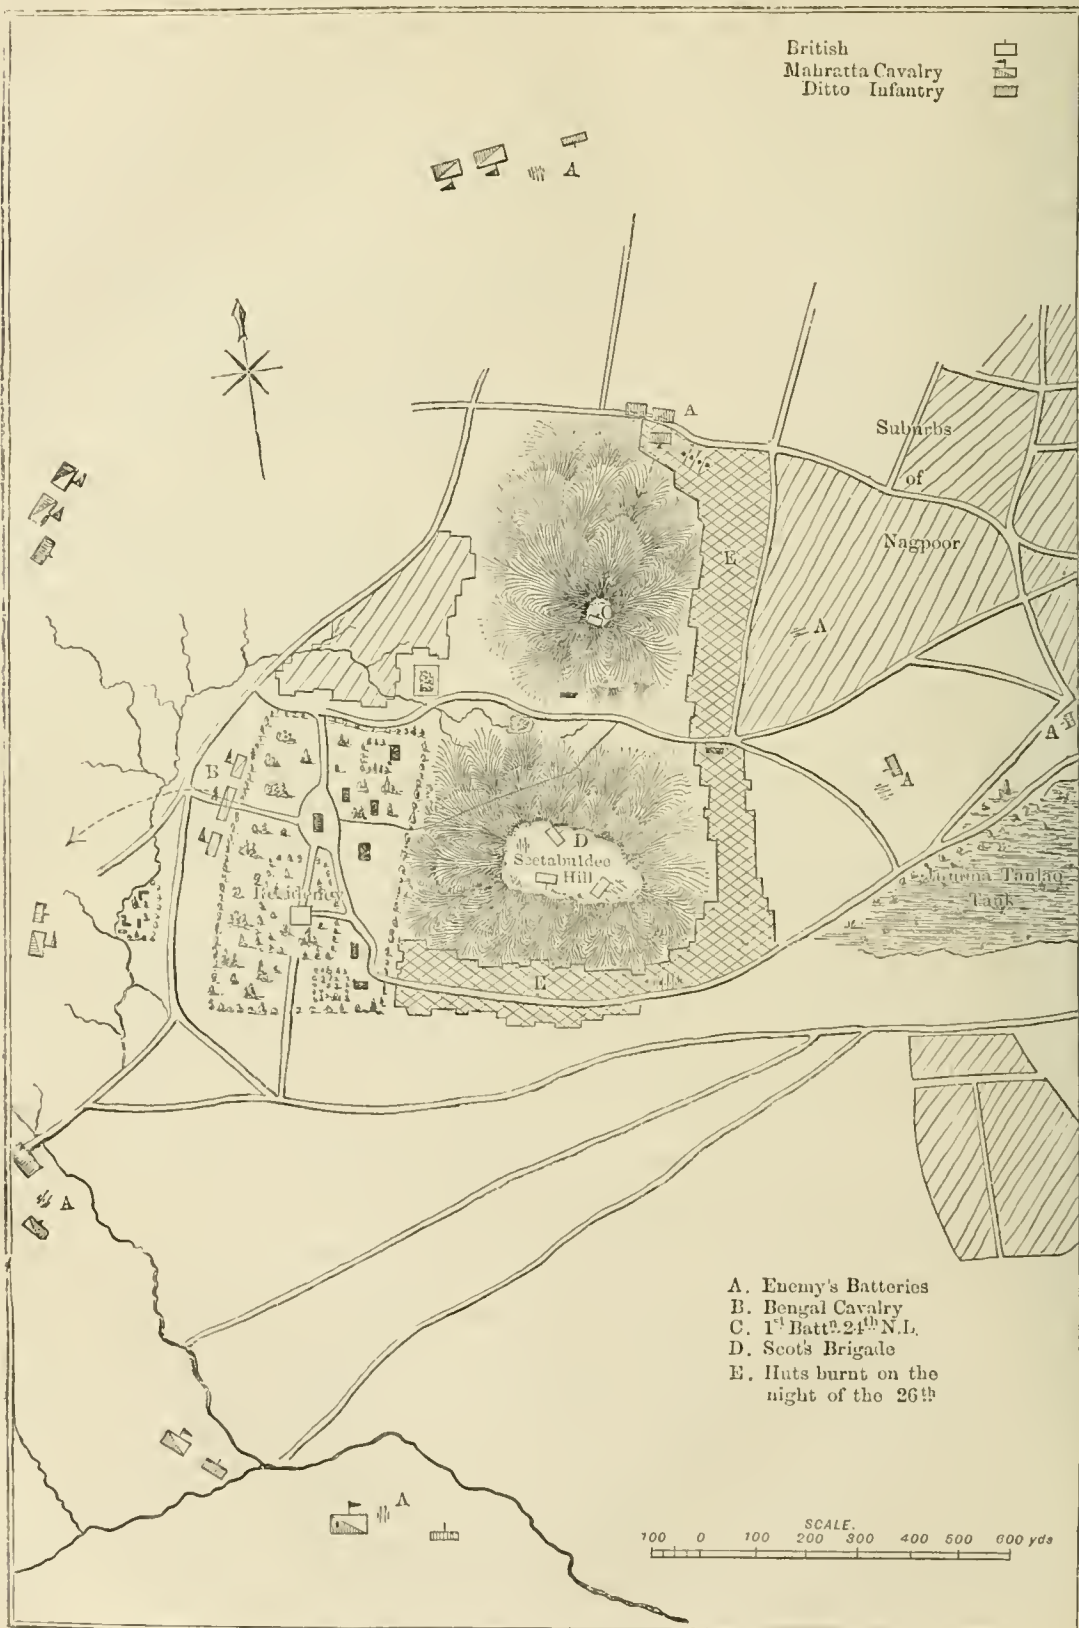 British
Mahratta Cavalry
Ditto Infantry
A
A
Suburbs
of
Nagpoor
E
A
C
A
A
B
D
Seetabuldee
Hill
Residency
Tank
E
A
A. Enemy's Batteries
B. Bengal Cavalry
C. 1st Battn. 24th N.I.
D. Scot's Brigade
E. Huts burnt on the
night of the 26th
A
SCALE.
100 0 100 200 300 400 500 600 yds